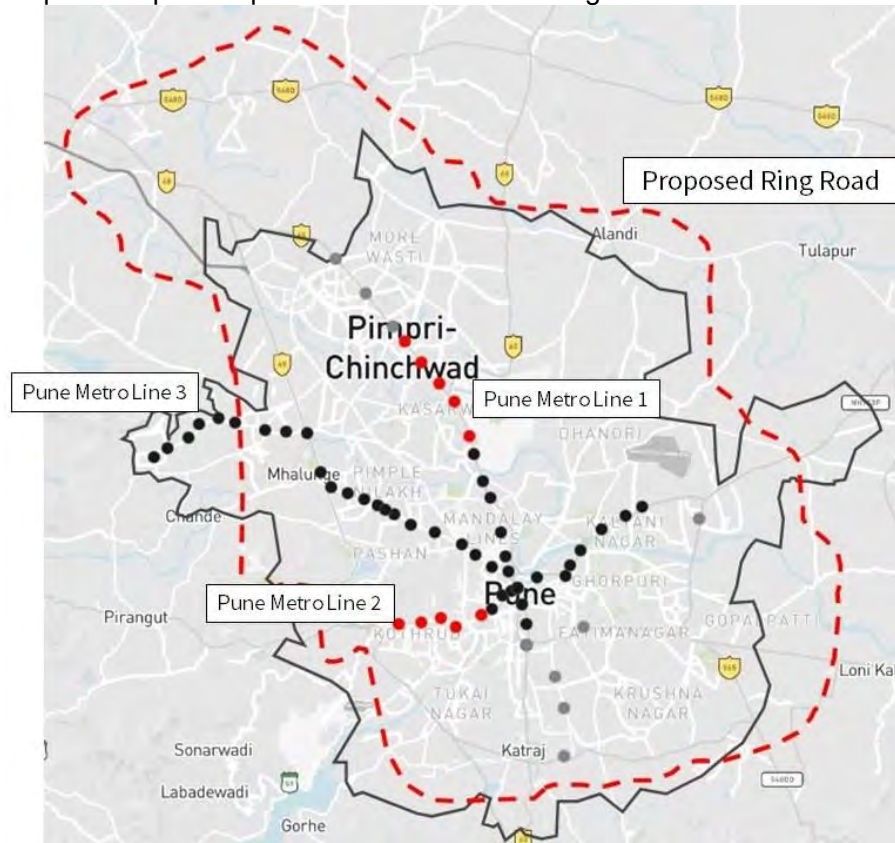 Proposed Ring Road
Alandi
Tulapur
MORE
WASTI
Pimpri-
Chinchwad
Pune Metro Line 3
Pune Metro Line 1
DHANORI
Mhalunge
PIMPLE
NILAKH
Chande
MANDALAY
LINES
KALYANI
NAGAR
PASHAN
Pune
GHORPURI
Pune Metro Line 2
Pirangut
KOTHRUD
FATIMANAGAR
GOPALPATTI
Loni Ka
TUKAI
NAGAR
KRUSHNA
NAGAR
Sonarwadi
Katraj
Labadewadi
Gorhe